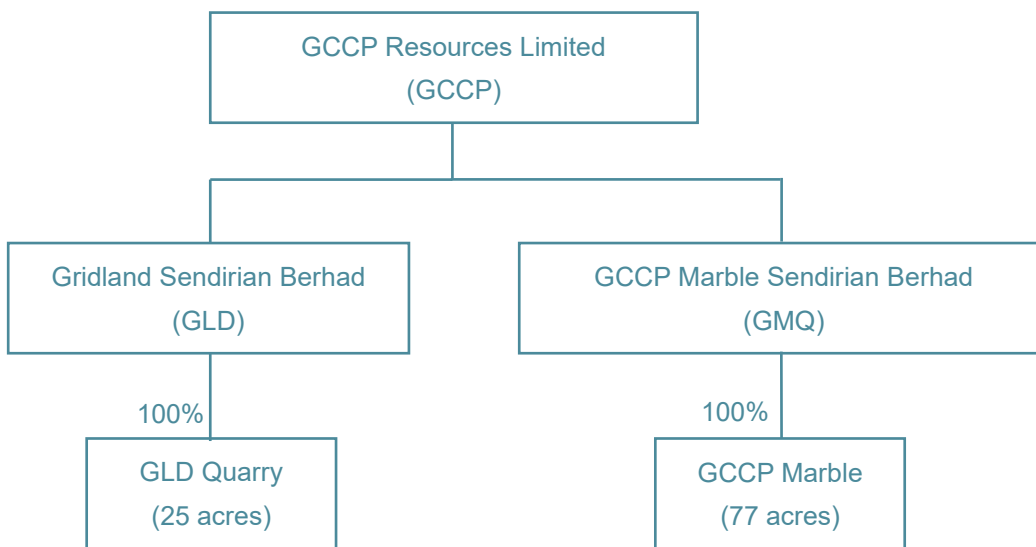 GCCP Resources Limited
(GCCP)
Gridland Sendirian Berhad
(GLD)
GCCP Marble Sendirian Berhad
(GMQ)
100%
100%
GLD Quarry
(25 acres)
GCCP Marble
(77 acres)